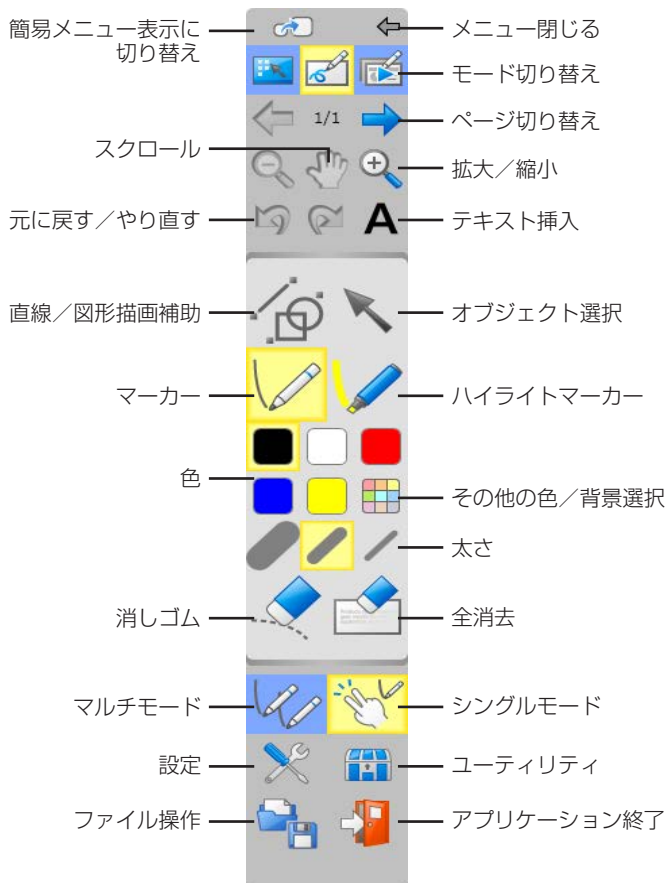 簡易メニュー表示に
切り替え
メニュー閉じる
モード切り替え
1/1
ページ切り替え
スクロール
拡大／縮小
元に戻す／やり直す
A
テキスト挿入
直線／図形描画補助
オブジェクト選択
マーカー
ハイライトマーカー
色
その他の色／背景選択
太さ
消しゴム
全消去
マルチモード
シングルモード
設定
ユーティリティ
ファイル操作
アプリケーション終了